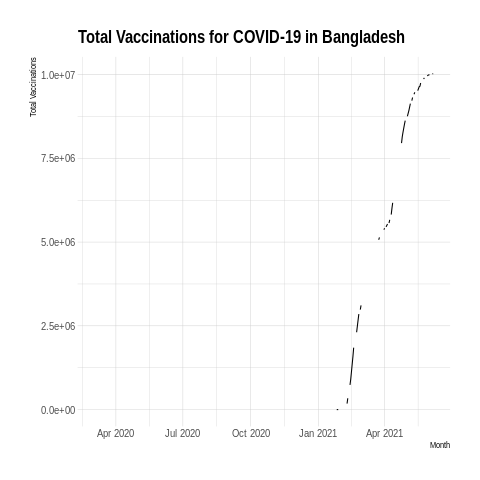 Total Vaccinations for COVID-19 in Bangladesh
Total Vaccinations
1.0e+07
7.5e+06
5.0e+06
2.5e+06
0.0e+00
Apr 2020 Jul 2020 Oct 2020 Jan 2021 Apr 2021
Month